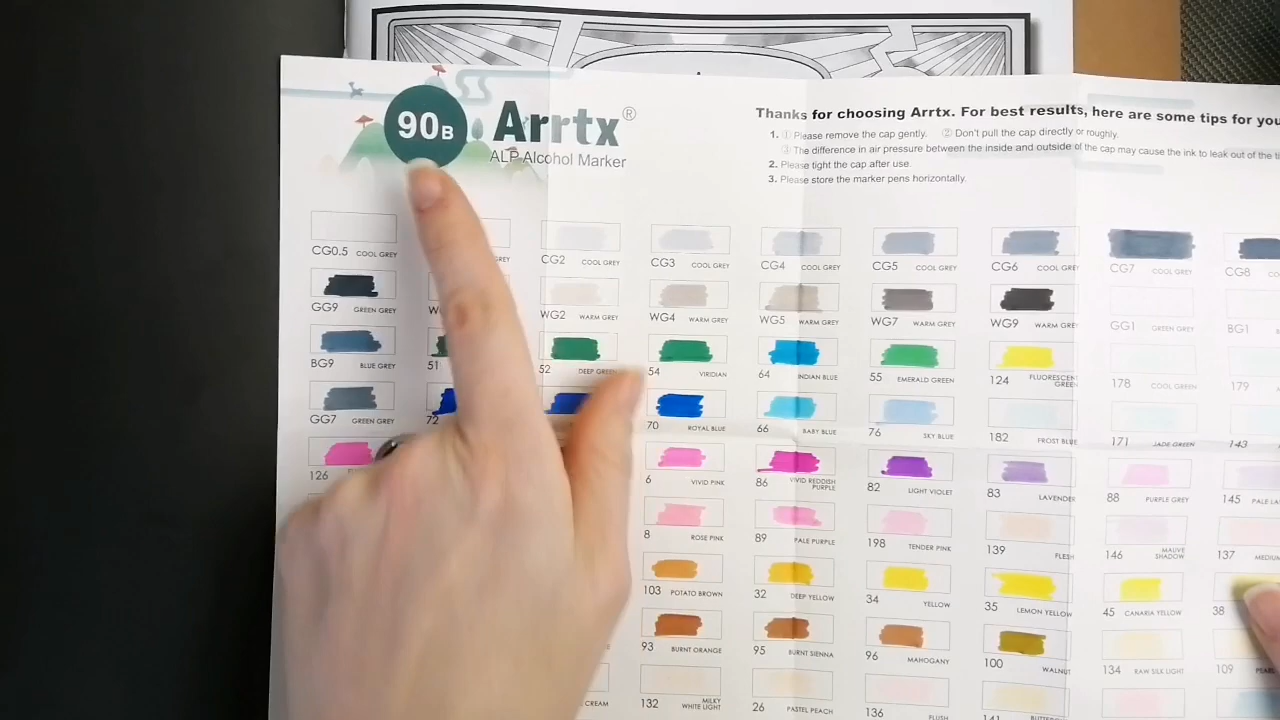 90B
Arrtx®
ALP Alcohol Marker
Thanks for choosing Arrtx. For best results, here are some tips for you
1. ① Please remove the cap gently. ② Don't pull the cap directly or roughly.
③ The difference in air pressure between the inside and outside of the cap may cause the ink to leak out of the
2. Please tight the cap after use.
3. Please store the marker pens horizontally.
CG0.5 COOL GREY CG2 COOL GREY CG3 COOL GREY CG4 COOL GREY CG5 COOL GREY CG6 COOL GREY CG7 COOL GREY CG8 COOL
GG9 GREEN GREY WG2 WARM GREY WG4 WARM GREY WG5 WARM GREY WG7 WARM GREY WG9 WARM GREY GG1 GREEN GREY BG1
BG9 BLUE GREY 51 52 DEEP GREEN 54 VIRIDIAN 64 INDIAN BLUE 55 EMERALD GREEN 124 FLUORESCENT GREEN 178 COOL GREEN 179
GG7 GREEN GREY 72 70 ROYAL BLUE 66 BABY BLUE 76 SKY BLUE 182 FROST BLUE 171 JADE GREEN 143
126 6 VIVID PINK 86 VIVID REDDISH PURPLE 82 LIGHT VIOLET 83 LAVENDER 88 PURPLE GREY 145
8 ROSE PINK 89 PALE PURPLE 198 TENDER PINK 139 FLESH 146 MAUVE SHADOW 137 MEDIUM
103 POTATO BROWN 32 DEEP YELLOW 34 YELLOW 35 LEMON YELLOW 45 CANARIA YELLOW 38
93 BURNT ORANGE 95 BURNT SIENNA 96 MAHOGANY 100 WALNUT 134 RAW SILK LIGHT 109
CREAM 132 MILKY WHITE LIGHT 26 PASTEL PEACH 136 PLUSH 141